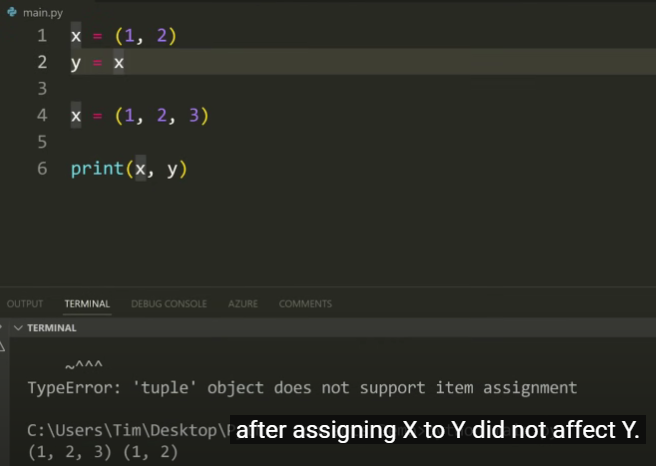 main.py
1 x = (1, 2)
2 y = x
3
4 x = (1, 2, 3)
5
6 print(x, y)
OUTPUT TERMINAL DEBUG CONSOLE AZURE COMMENTS
TERMINAL
~^^^
TypeError: 'tuple' object does not support item assignment
C:\Users\Tim\Desktop\
after assigning X to Y did not affect Y.
(1, 2, 3) (1, 2)